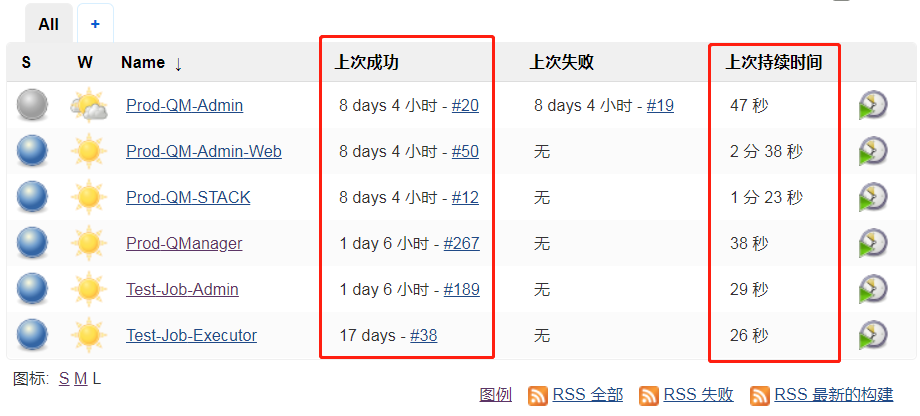 All +
S W Name ↓ 上次成功 上次失败 上次持续时间
Prod-QM-Admin 8 days 4 小时 - #20 8 days 4 小时 - #19 47 秒
Prod-QM-Admin-Web 8 days 4 小时 - #50 无 2 分 38 秒
Prod-QM-STACK 8 days 4 小时 - #12 无 1 分 23 秒
Prod-QManager 1 day 6 小时 - #267 无 38 秒
Test-Job-Admin 1 day 6 小时 - #189 无 29 秒
Test-Job-Executor 17 days - #38 无 26 秒
图标: S M L
图例 RSS 全部 RSS 失败 RSS 最新的构建